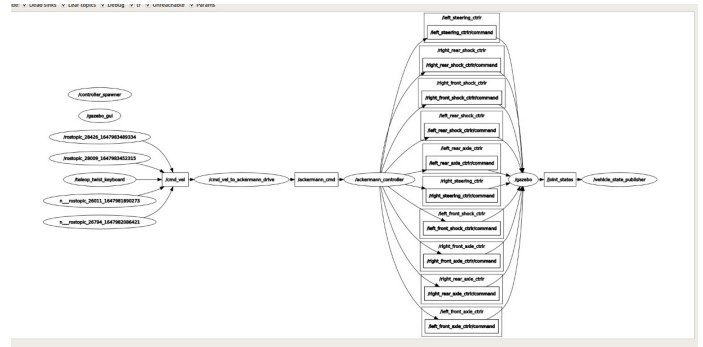 Dead sinks Leaf topics Debug tf Unreachable Params
/controller_spawner
/gazebo_gui
/rostopic_28426_1647983489334
/rostopic_28009_1647983452315
/teleop_twist_keyboard
n__rostopic_26011_1647981890273
n__rostopic_26784_1647982086421
/cmd_vel
/cmd_vel_to_ackermann_drive
/ackermann_cmd
/ackermann_controller
/left_steering_ctrlr
/left_steering_ctrlr/command
/right_rear_shock_ctrlr
/right_rear_shock_ctrlr/command
/right_front_shock_ctrlr
/right_front_shock_ctrlr/command
/left_rear_shock_ctrlr
/left_rear_shock_ctrlr/command
/left_rear_axle_ctrlr
/left_rear_axle_ctrlr/command
/right_steering_ctrlr
/right_steering_ctrlr/command
/left_front_shock_ctrlr
/left_front_shock_ctrlr/command
/right_front_axle_ctrlr
/right_front_axle_ctrlr/command
/right_rear_axle_ctrlr
/right_rear_axle_ctrlr/command
/left_front_axle_ctrlr
/left_front_axle_ctrlr/command
/gazebo
/joint_states
/vehicle_state_publisher